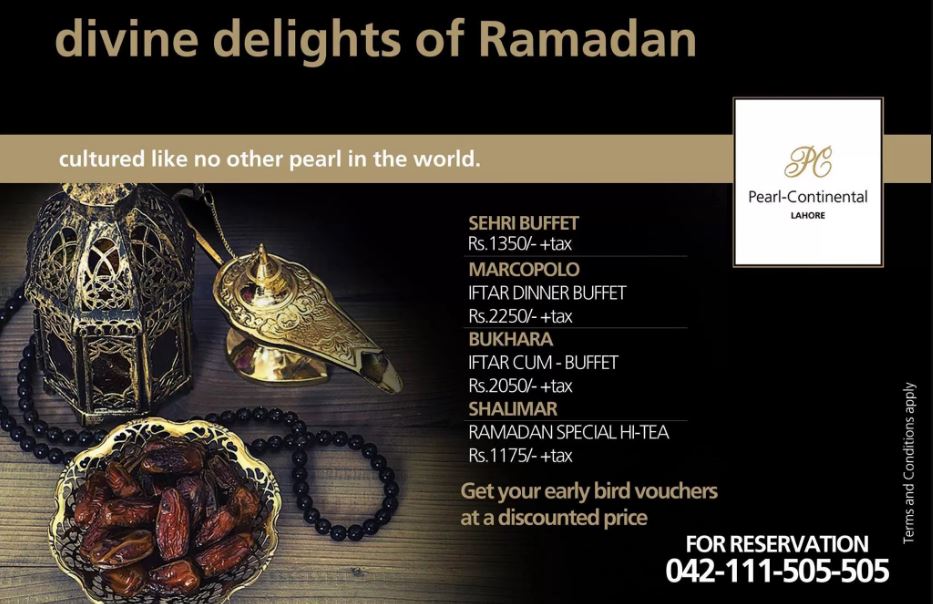 divine delights of Ramadan
cultured like no other pearl in the world.
PC
Pearl-Continental
LAHORE
SEHRI BUFFET
Rs.1350/- +tax
MARCOPOLO
IFTAR DINNER BUFFET
Rs.2250/- +tax
BUKHARA
IFTAR CUM - BUFFET
Rs.2050/- +tax
SHALIMAR
RAMADAN SPECIAL HI-TEA
Rs.1175/- +tax
Get your early bird vouchers
at a discounted price
FOR RESERVATION
042-111-505-505
Terms and Conditions apply